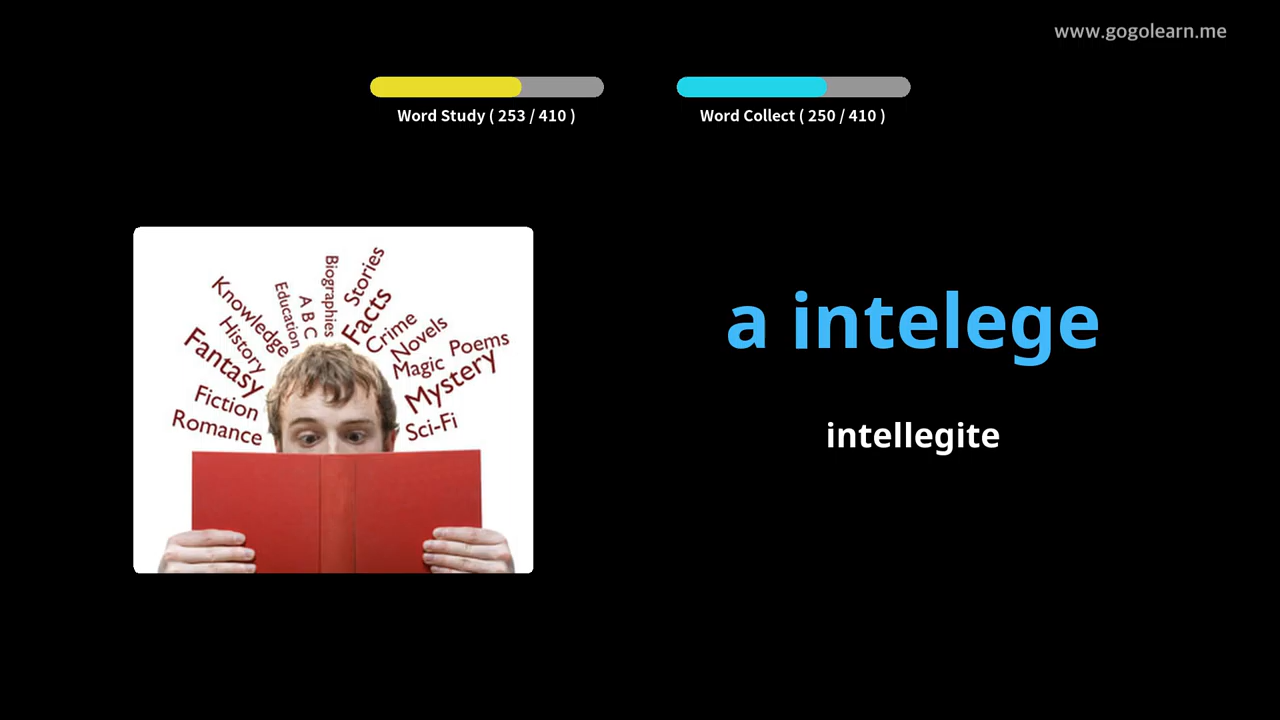 www.gogolearn.me
Word Study ( 253 / 410 )
Word Collect ( 250 / 410 )
Knowledge
History
Fantasy
Fiction
Romance
Education
A B C
Biographies
Stories
Facts
Crime
Novels
Magic
Poems
Mystery
Sci-Fi
a intelege
intellegite